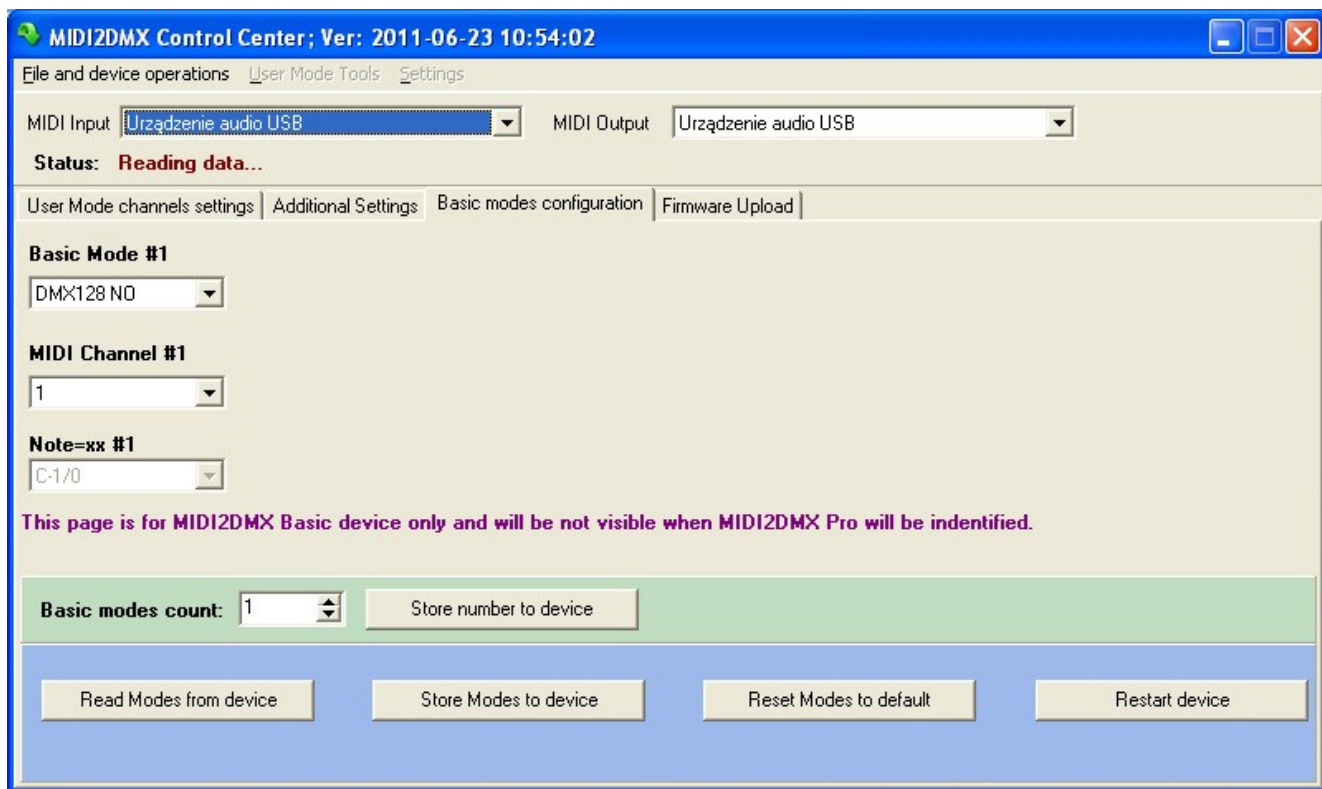 MIDI2DMX Control Center; Ver: 2011-06-23 10:54:02
File and device operations User Mode Tools Settings
MIDI Input Urządzenie audio USB MIDI Output Urządzenie audio USB
Status: Reading data...
User Mode channels settings Additional Settings Basic modes configuration Firmware Upload
Basic Mode #1
DMX128 NO
MIDI Channel #1
1
Note=xx #1
C-1/0
This page is for MIDI2DMX Basic device only and will be not visible when MIDI2DMX Pro will be indentified.
Basic modes count: 1 Store number to device
Read Modes from device Store Modes to device Reset Modes to default Restart device